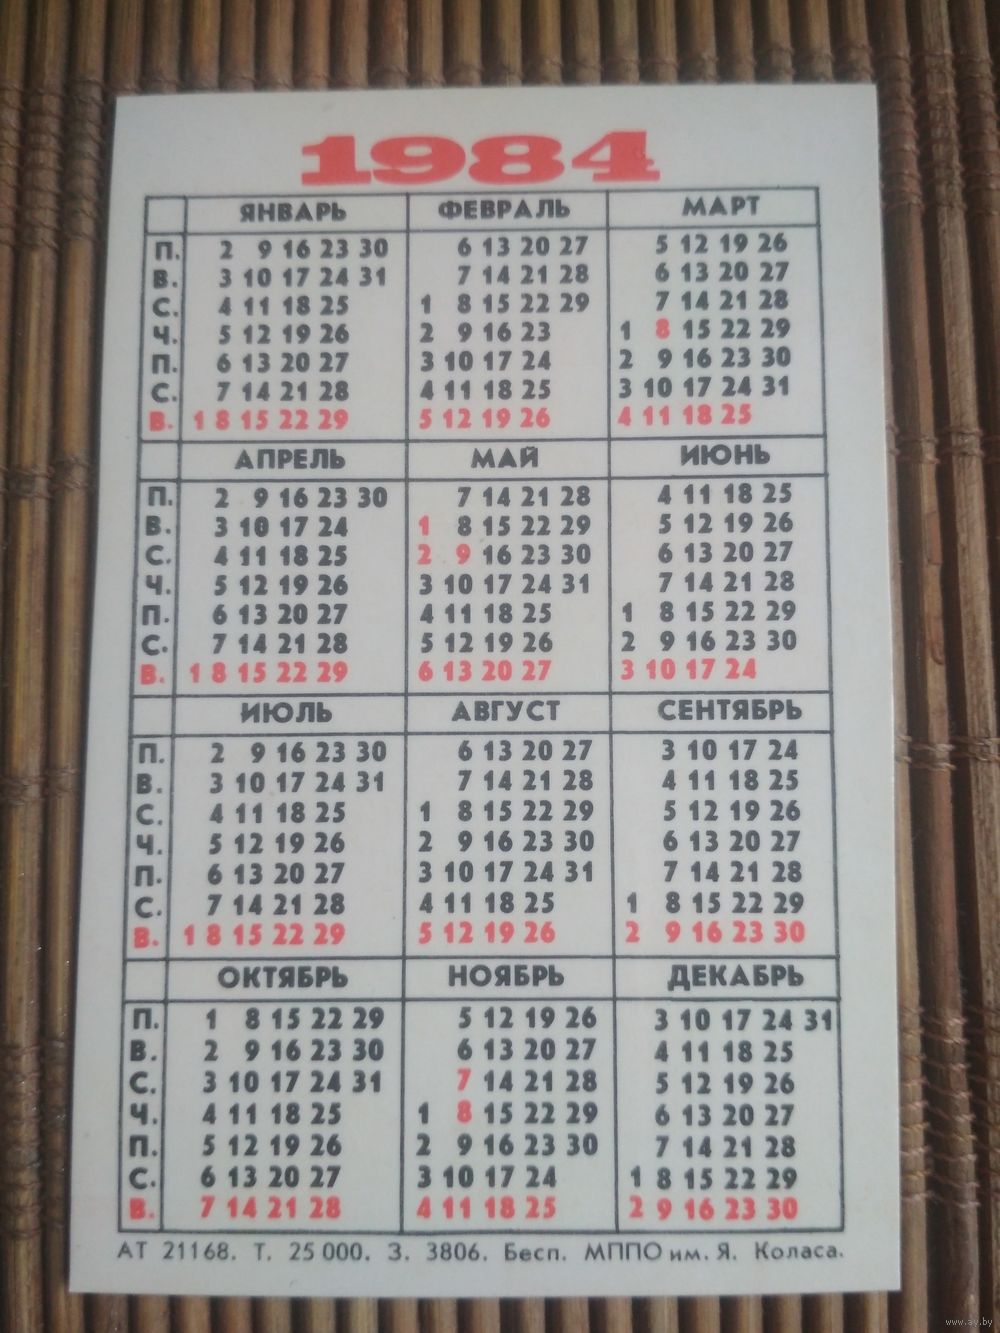 1984
ЯНВАРЬ ФЕВРАЛЬ МАРТ
П. 2 9 16 23 30 6 13 20 27 5 12 19 26
В. 3 10 17 24 31 7 14 21 28 6 13 20 27
С. 4 11 18 25 1 8 15 22 29 7 14 21 28
Ч. 5 12 19 26 2 9 16 23 1 8 15 22 29
П. 6 13 20 27 3 10 17 24 2 9 16 23 30
С. 7 14 21 28 4 11 18 25 3 10 17 24 31
В. 1 8 15 22 29 5 12 19 26 4 11 18 25
АПРЕЛЬ МАЙ ИЮНЬ
П. 2 9 16 23 30 7 14 21 28 4 11 18 25
В. 3 10 17 24 1 8 15 22 29 5 12 19 26
С. 4 11 18 25 2 9 16 23 30 6 13 20 27
Ч. 5 12 19 26 3 10 17 24 31 7 14 21 28
П. 6 13 20 27 4 11 18 25 1 8 15 22 29
С. 7 14 21 28 5 12 19 26 2 9 16 23 30
В. 1 8 15 22 29 6 13 20 27 3 10 17 24
ИЮЛЬ АВГУСТ СЕНТЯБРЬ
П. 2 9 16 23 30 6 13 20 27 3 10 17 24
В. 3 10 17 24 31 7 14 21 28 4 11 18 25
С. 4 11 18 25 1 8 15 22 29 5 12 19 26
Ч. 5 12 19 26 2 9 16 23 30 6 13 20 27
П. 6 13 20 27 3 10 17 24 31 7 14 21 28
С. 7 14 21 28 4 11 18 25 1 8 15 22 29
В. 1 8 15 22 29 5 12 19 26 2 9 16 23 30
ОКТЯБРЬ НОЯБРЬ ДЕКАБРЬ
П. 1 8 15 22 29 5 12 19 26 3 10 17 24 31
В. 2 9 16 23 30 6 13 20 27 4 11 18 25
С. 3 10 17 24 31 7 14 21 28 5 12 19 26
Ч. 4 11 18 25 1 8 15 22 29 6 13 20 27
П. 5 12 19 26 2 9 16 23 30 7 14 21 28
С. 6 13 20 27 3 10 17 24 1 8 15 22 29
В. 7 14 21 28 4 11 18 25 2 9 16 23 30
АТ 21168. Т. 25 000. З. 3806. Бесп. МППО им. Я. Коласа.
www.ay.by